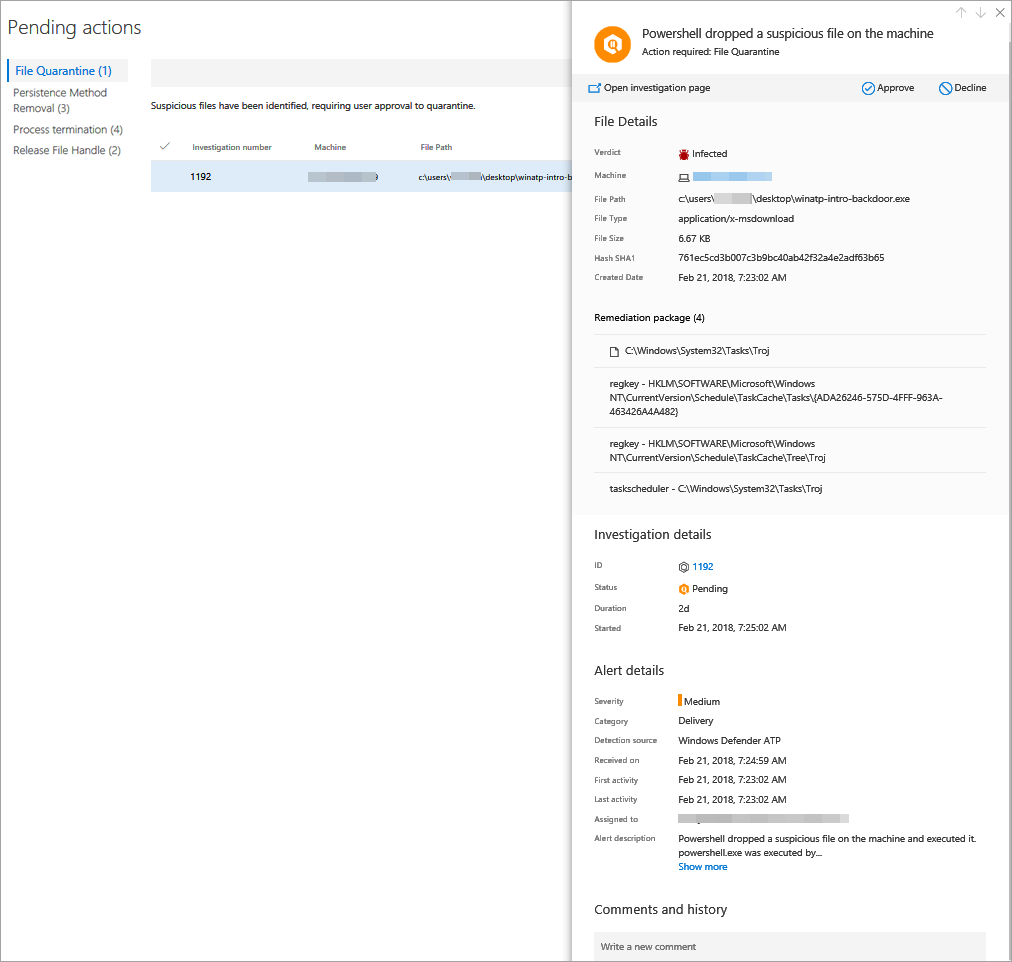 Pending actions
File Quarantine (1)
Persistence Method
Removal (3)
Process termination (4)
Release File Handle (2)
Suspicious files have been identified, requiring user approval to quarantine.
Investigation number Machine File Path
1192 9 c:\users\ \desktop\winatp-intro-b
Powershell dropped a suspicious file on the machine
Action required: File Quarantine
Open investigation page Approve Decline
File Details
Verdict Infected
Machine
File Path c:\users\ \desktop\winatp-intro-backdoor.exe
File Type application/x-msdownload
File Size 6.67 KB
Hash SHA1 761ec5cd3b007c3b9bc40ab42f32a4e2adf63b65
Created Date Feb 21, 2018, 7:23:02 AM
Remediation package (4)
C:\Windows\System32\Tasks\Troj
regkey - HKLM\SOFTWARE\Microsoft\Windows
NT\CurrentVersion\Schedule\TaskCache\Tasks\{ADA26246-575D-4FFF-963A-
463426A4A482}
regkey - HKLM\SOFTWARE\Microsoft\Windows
NT\CurrentVersion\Schedule\TaskCache\Tree\Troj
taskscheduler - C:\Windows\System32\Tasks\Troj
Investigation details
ID 1192
Status Pending
Duration 2d
Started Feb 21, 2018, 7:25:02 AM
Alert details
Severity Medium
Category Delivery
Detection source Windows Defender ATP
Received on Feb 21, 2018, 7:24:59 AM
First activity Feb 21, 2018, 7:23:02 AM
Last activity Feb 21, 2018, 7:23:02 AM
Assigned to
Alert description Powershell dropped a suspicious file on the machine and executed it.
powershell.exe was executed by...
Show more
Comments and history
Write a new comment